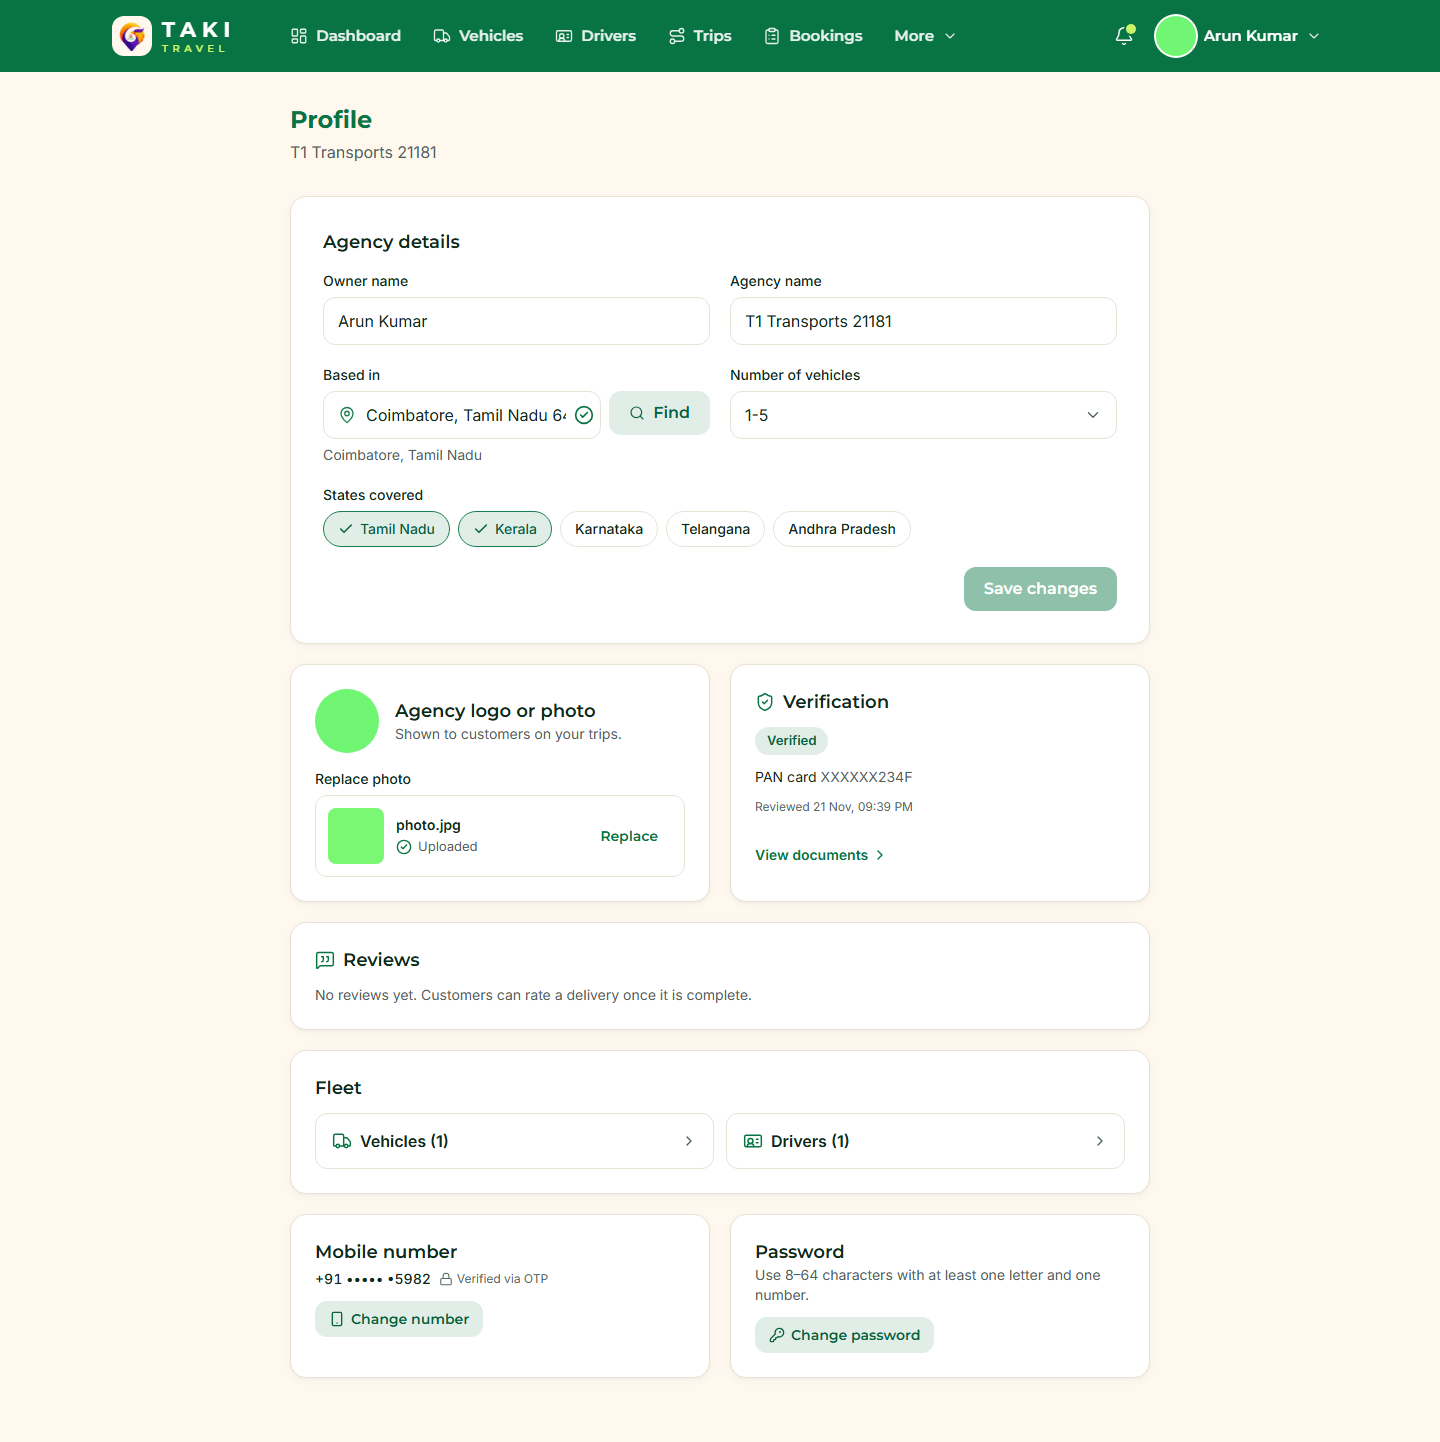 TAKI
TRAVEL
Dashboard
Vehicles
Drivers
Trips
Bookings
More
Arun Kumar
Profile
T1 Transports 21181
Agency details
Owner name
Arun Kumar
Agency name
T1 Transports 21181
Based in
Coimbatore, Tamil Nadu 64
Find
Coimbatore, Tamil Nadu
Number of vehicles
1-5
States covered
Tamil Nadu
Kerala
Karnataka
Telangana
Andhra Pradesh
Save changes
Agency logo or photo
Shown to customers on your trips.
Replace photo
photo.jpg
Uploaded
Replace
Verification
Verified
PAN card XXXXXX234F
Reviewed 21 Nov, 09:39 PM
View documents
Reviews
No reviews yet. Customers can rate a delivery once it is complete.
Fleet
Vehicles (1)
Drivers (1)
Mobile number
+91 ••••• •5982 Verified via OTP
Change number
Password
Use 8–64 characters with at least one letter and one
number.
Change password